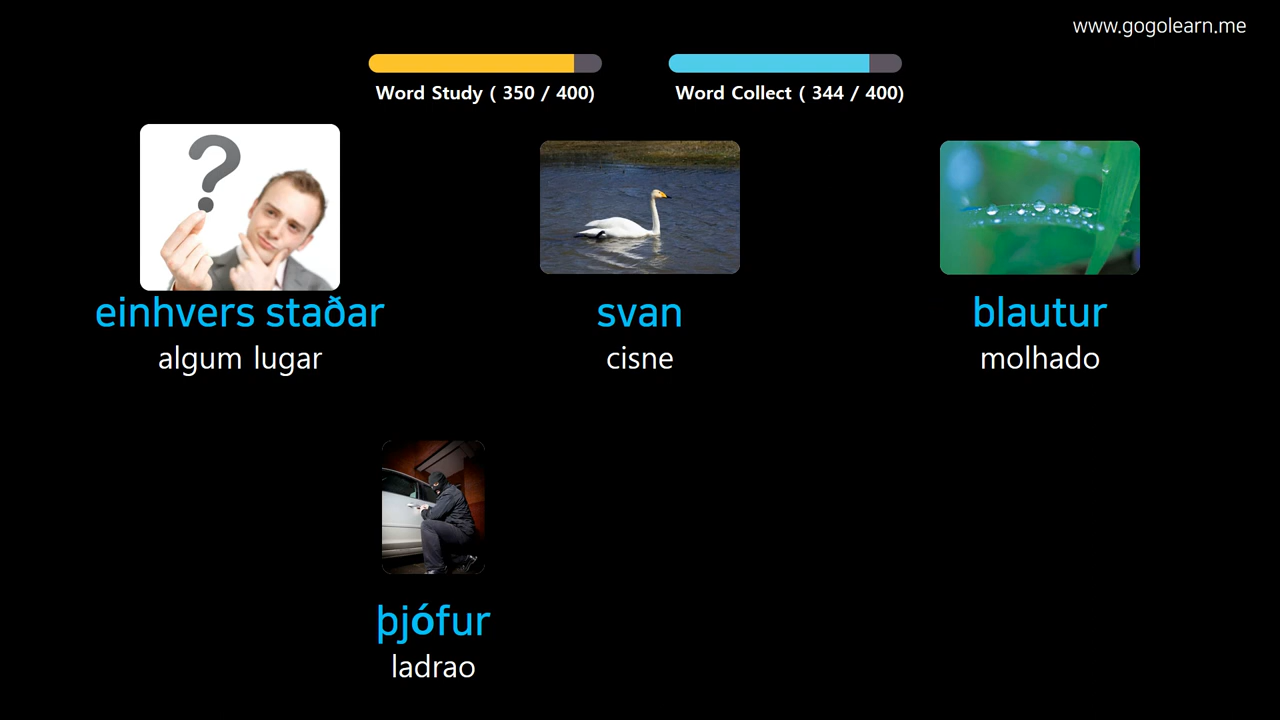 www.gogolearn.me
Word Study ( 350 / 400)
Word Collect ( 344 / 400)
einhvers staðar
algum lugar
svan
cisne
blautur
molhado
þjófur
ladrao